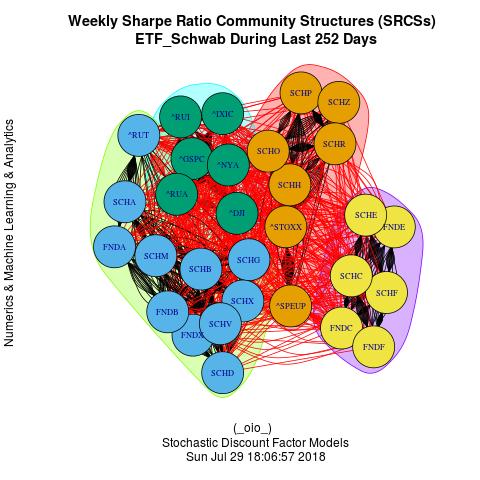 Weekly Sharpe Ratio Community Structures (SRCSs)
ETF_Schwab During Last 252 Days
Numerics & Machine Learning & Analytics
SCHP
SCHZ
^RUI
^IXIC
^RUT
SCHR
SCHO
^GSPC
^NYA
SCHH
^RUA
SCHA
^DJI
SCHE
FNDE
^STOXX
FNDA
SCHM
SCHG
SCHB
SCHC
SCHF
SCHX
^SPEUP
FNDB
SCHV
FNDC
FNDX
FNDF
SCHD
(_oio_)
Stochastic Discount Factor Models
Sun Jul 29 18:06:57 2018